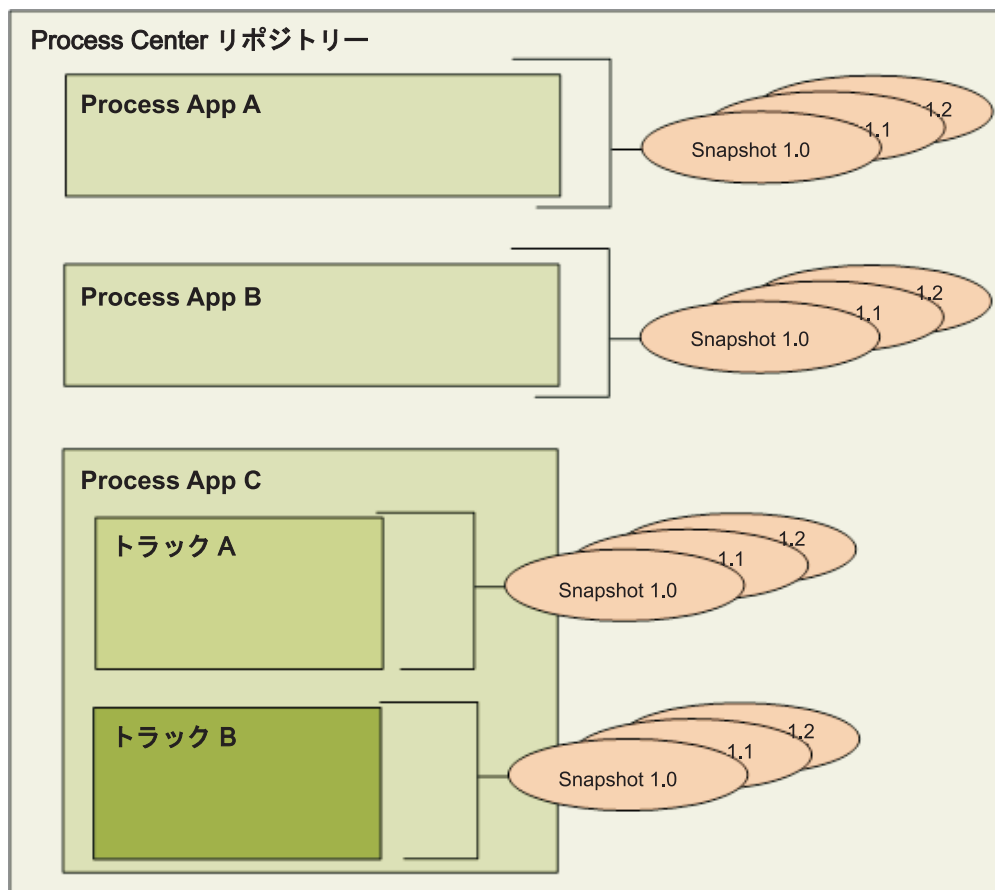 Process Center リポジトリー
Process App A
Snapshot 1.0
1.1
1.2
Process App B
Snapshot 1.0
1.1
1.2
Process App C
トラック A
Snapshot 1.0
1.1
1.2
トラック B
Snapshot 1.0
1.1
1.2